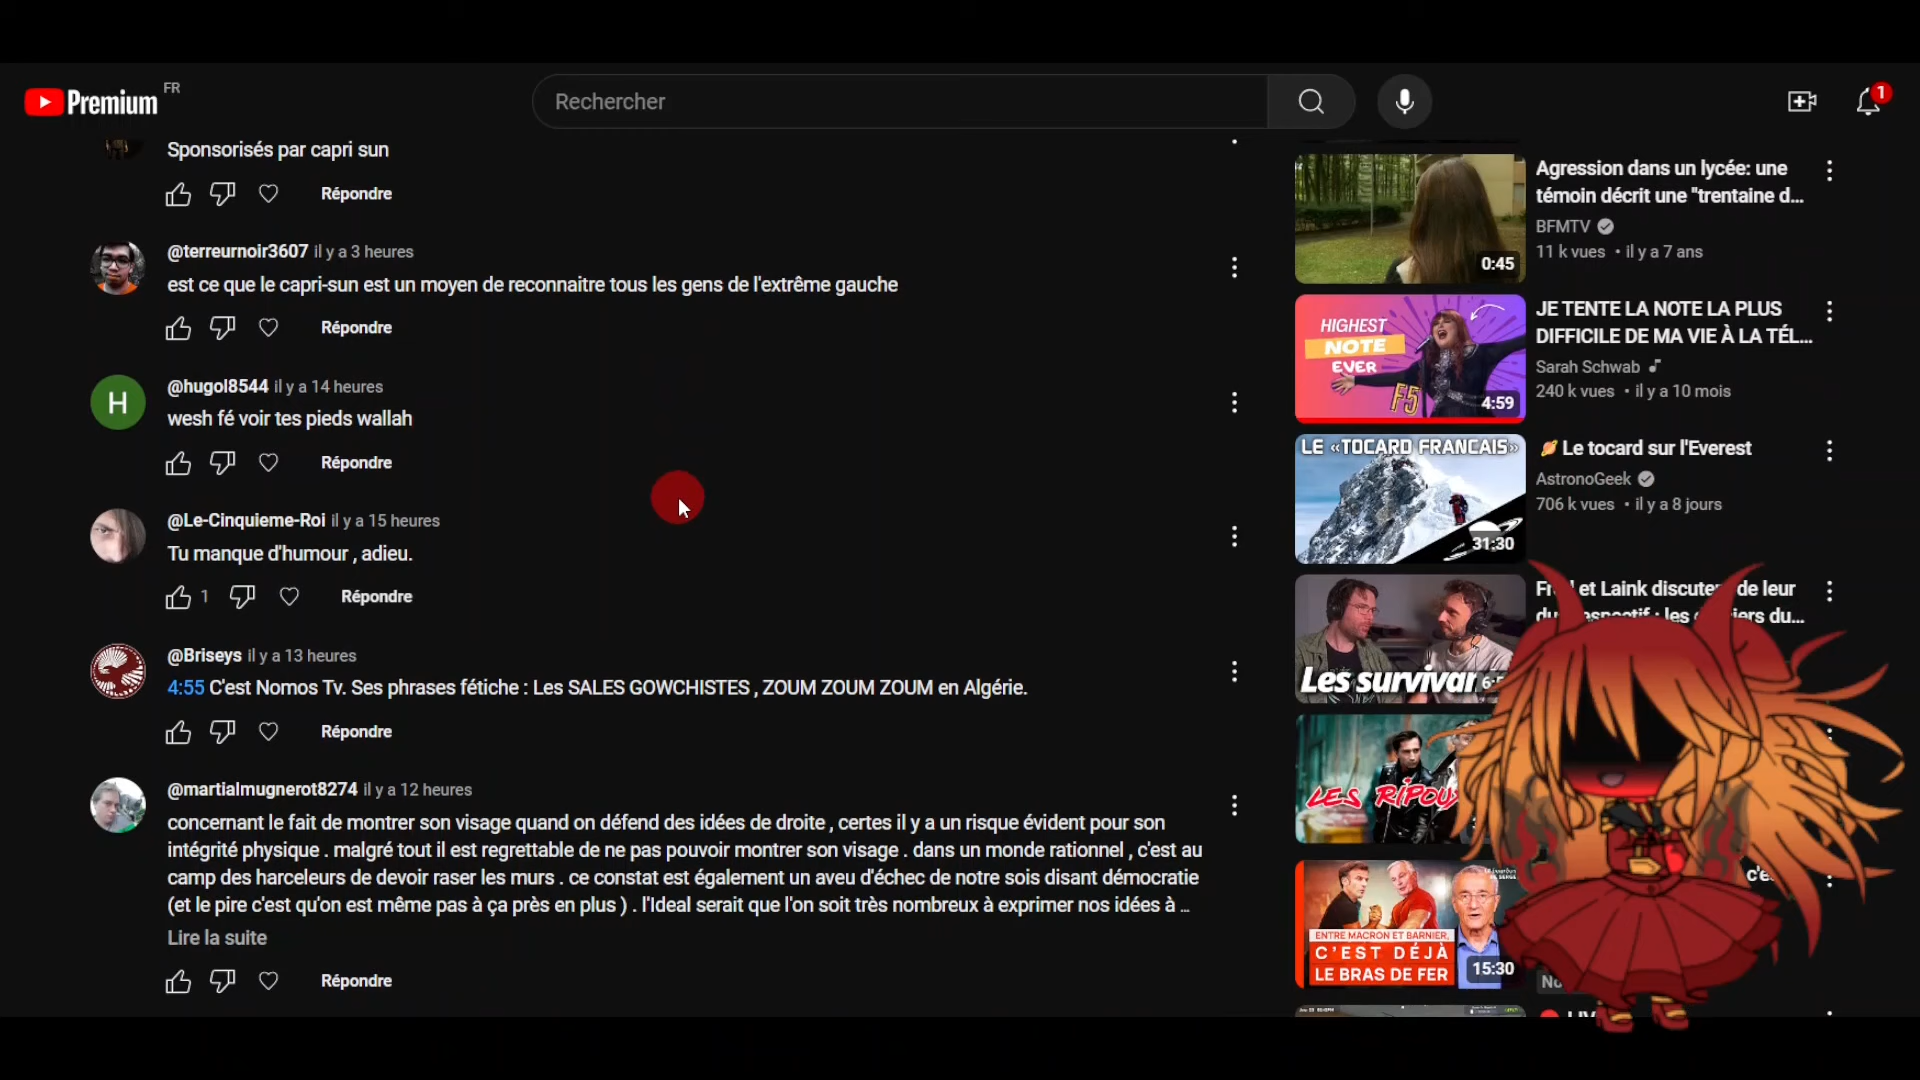 Premium FR
Rechercher
1
Sponsorisés par capri sun
Répondre
@terreurnoir3607 il y a 3 heures
est ce que le capri-sun est un moyen de reconnaitre tous les gens de l'extrême gauche
Répondre
H
@hugol8544 il y a 14 heures
wesh fé voir tes pieds wallah
Répondre
@Le-Cinquieme-Roi il y a 15 heures
Tu manque d'humour , adieu.
1
Répondre
@Briseys il y a 13 heures
4:55 C'est Nomos Tv. Ses phrases fétiche : Les SALES GOWCHISTES , ZOUM ZOUM ZOUM en Algérie.
Répondre
@martialmugnerot8274 il y a 12 heures
concernant le fait de montrer son visage quand on défend des idées de droite , certes il y a un risque évident pour son
intégrité physique . malgré tout il est regrettable de ne pas pouvoir montrer son visage . dans un monde rationnel , c'est au
camp des harceleurs de devoir raser les murs . ce constat est également un aveu d'échec de notre sois disant démocratie
(et le pire c'est qu'on est même pas à ça près en plus ) . l'Ideal serait que l'on soit très nombreux à exprimer nos idées à ...
Lire la suite
Répondre
0:45
Agression dans un lycée: une
témoin décrit une "trentaine d...
BFMTV
11 k vues • il y a 7 ans
HIGHEST
NOTE
EVER
F5
4:59
JE TENTE LA NOTE LA PLUS
DIFFICILE DE MA VIE À LA TÉL...
Sarah Schwab
240 k vues • il y a 10 mois
LE «TOCARD FRANCAIS»
31:30
Le tocard sur l'Everest
AstronoGeek
706 k vues • il y a 8 jours
Les survivan
et Laink de leur
les du...
LES RIPOUX
ENTRE MACRON ET BARNIER,
C'EST DÉJÀ
LE BRAS DE FER
15:30